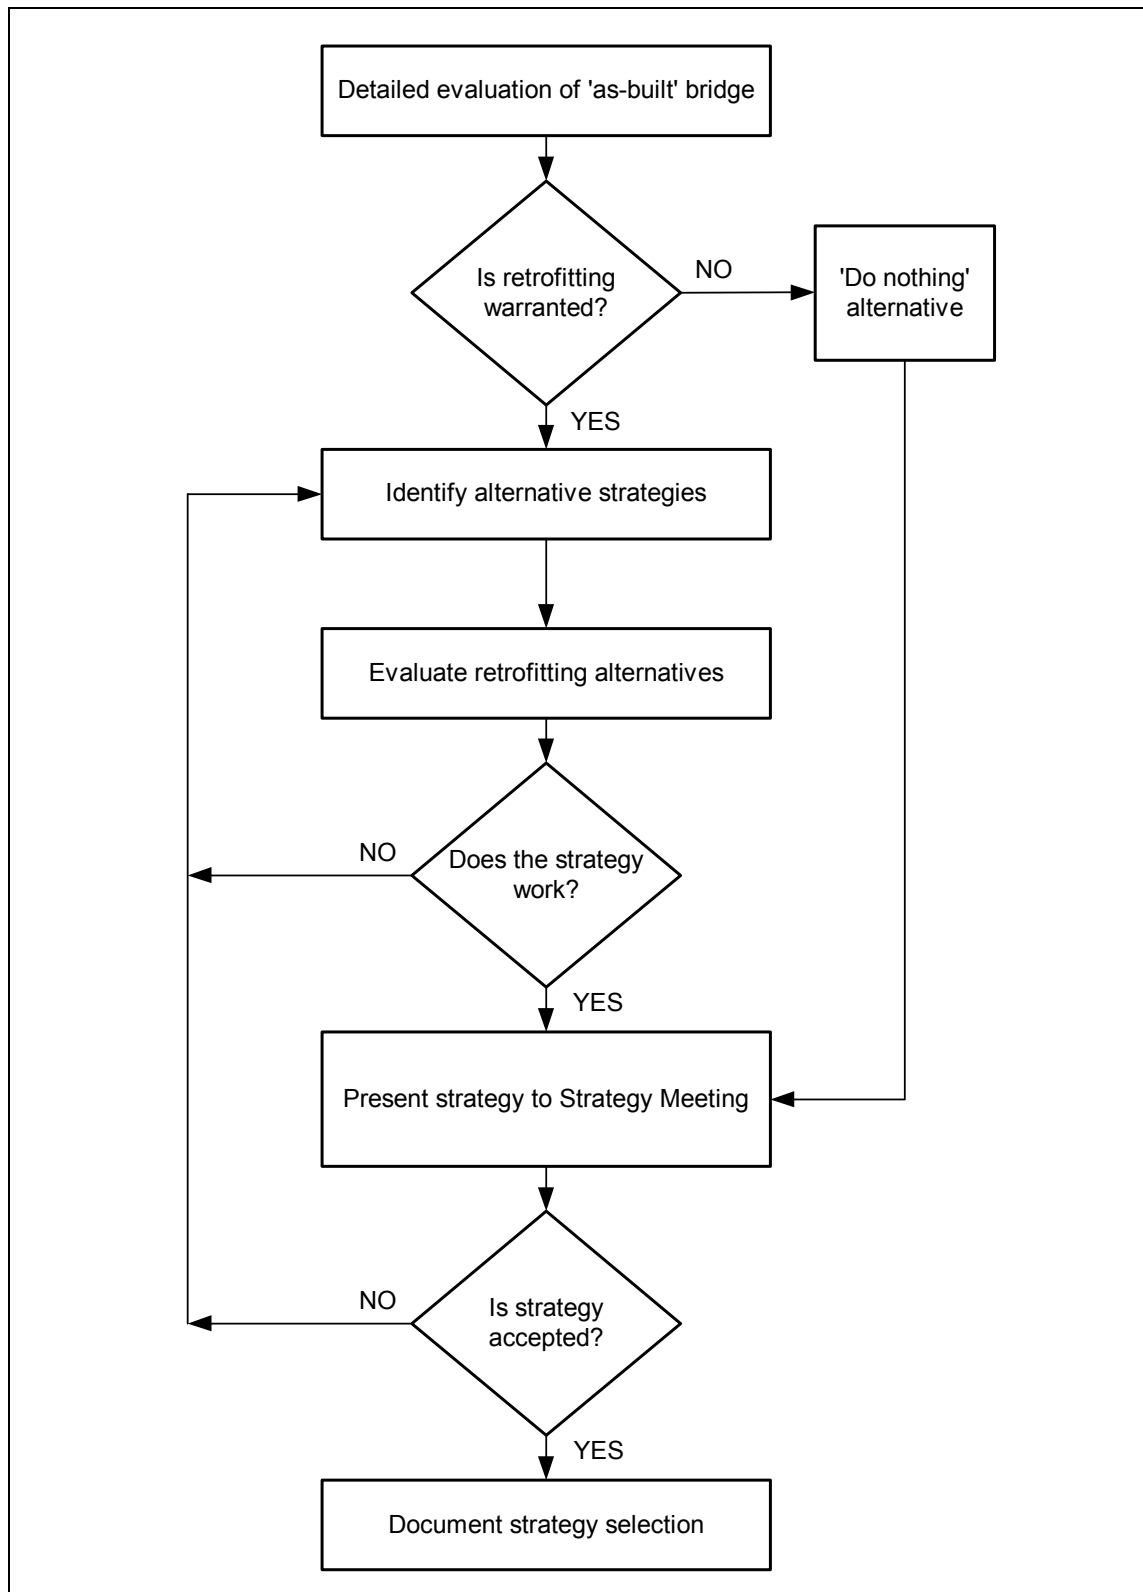 Detailed evaluation of 'as-built' bridge
Is retrofitting
warranted?
NO
'Do nothing'
alternative
YES
Identify alternative strategies
Evaluate retrofitting alternatives
NO
Does the strategy
work?
YES
Present strategy to Strategy Meeting
NO
Is strategy
accepted?
YES
Document strategy selection